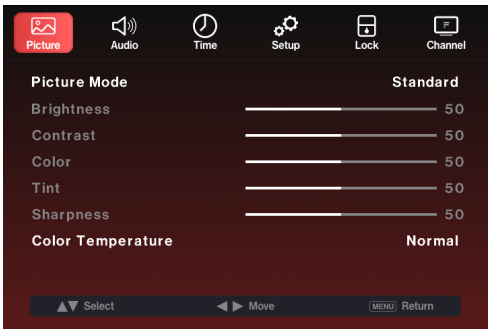 Picture Audio Time Setup Lock Channel
Picture Mode Standard
Brightness 50
Contrast 50
Color 50
Tint 50
Sharpness 50
Color Temperature Normal
Select Move MENU Return